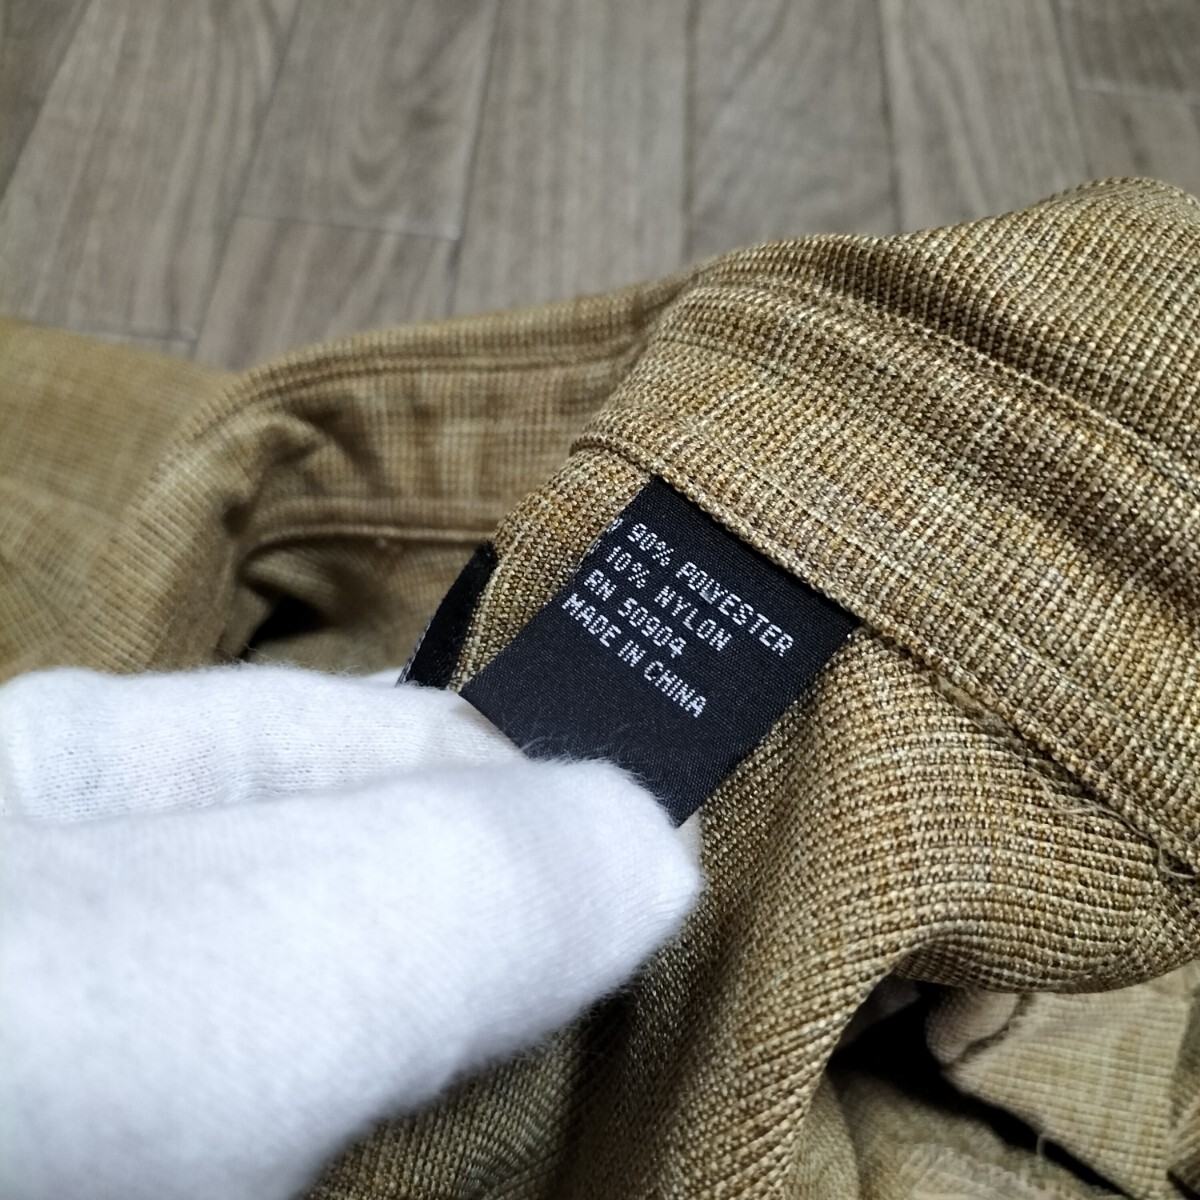 90% POLYESTER
10% NYLON
RN 50904
MADE IN CHINA